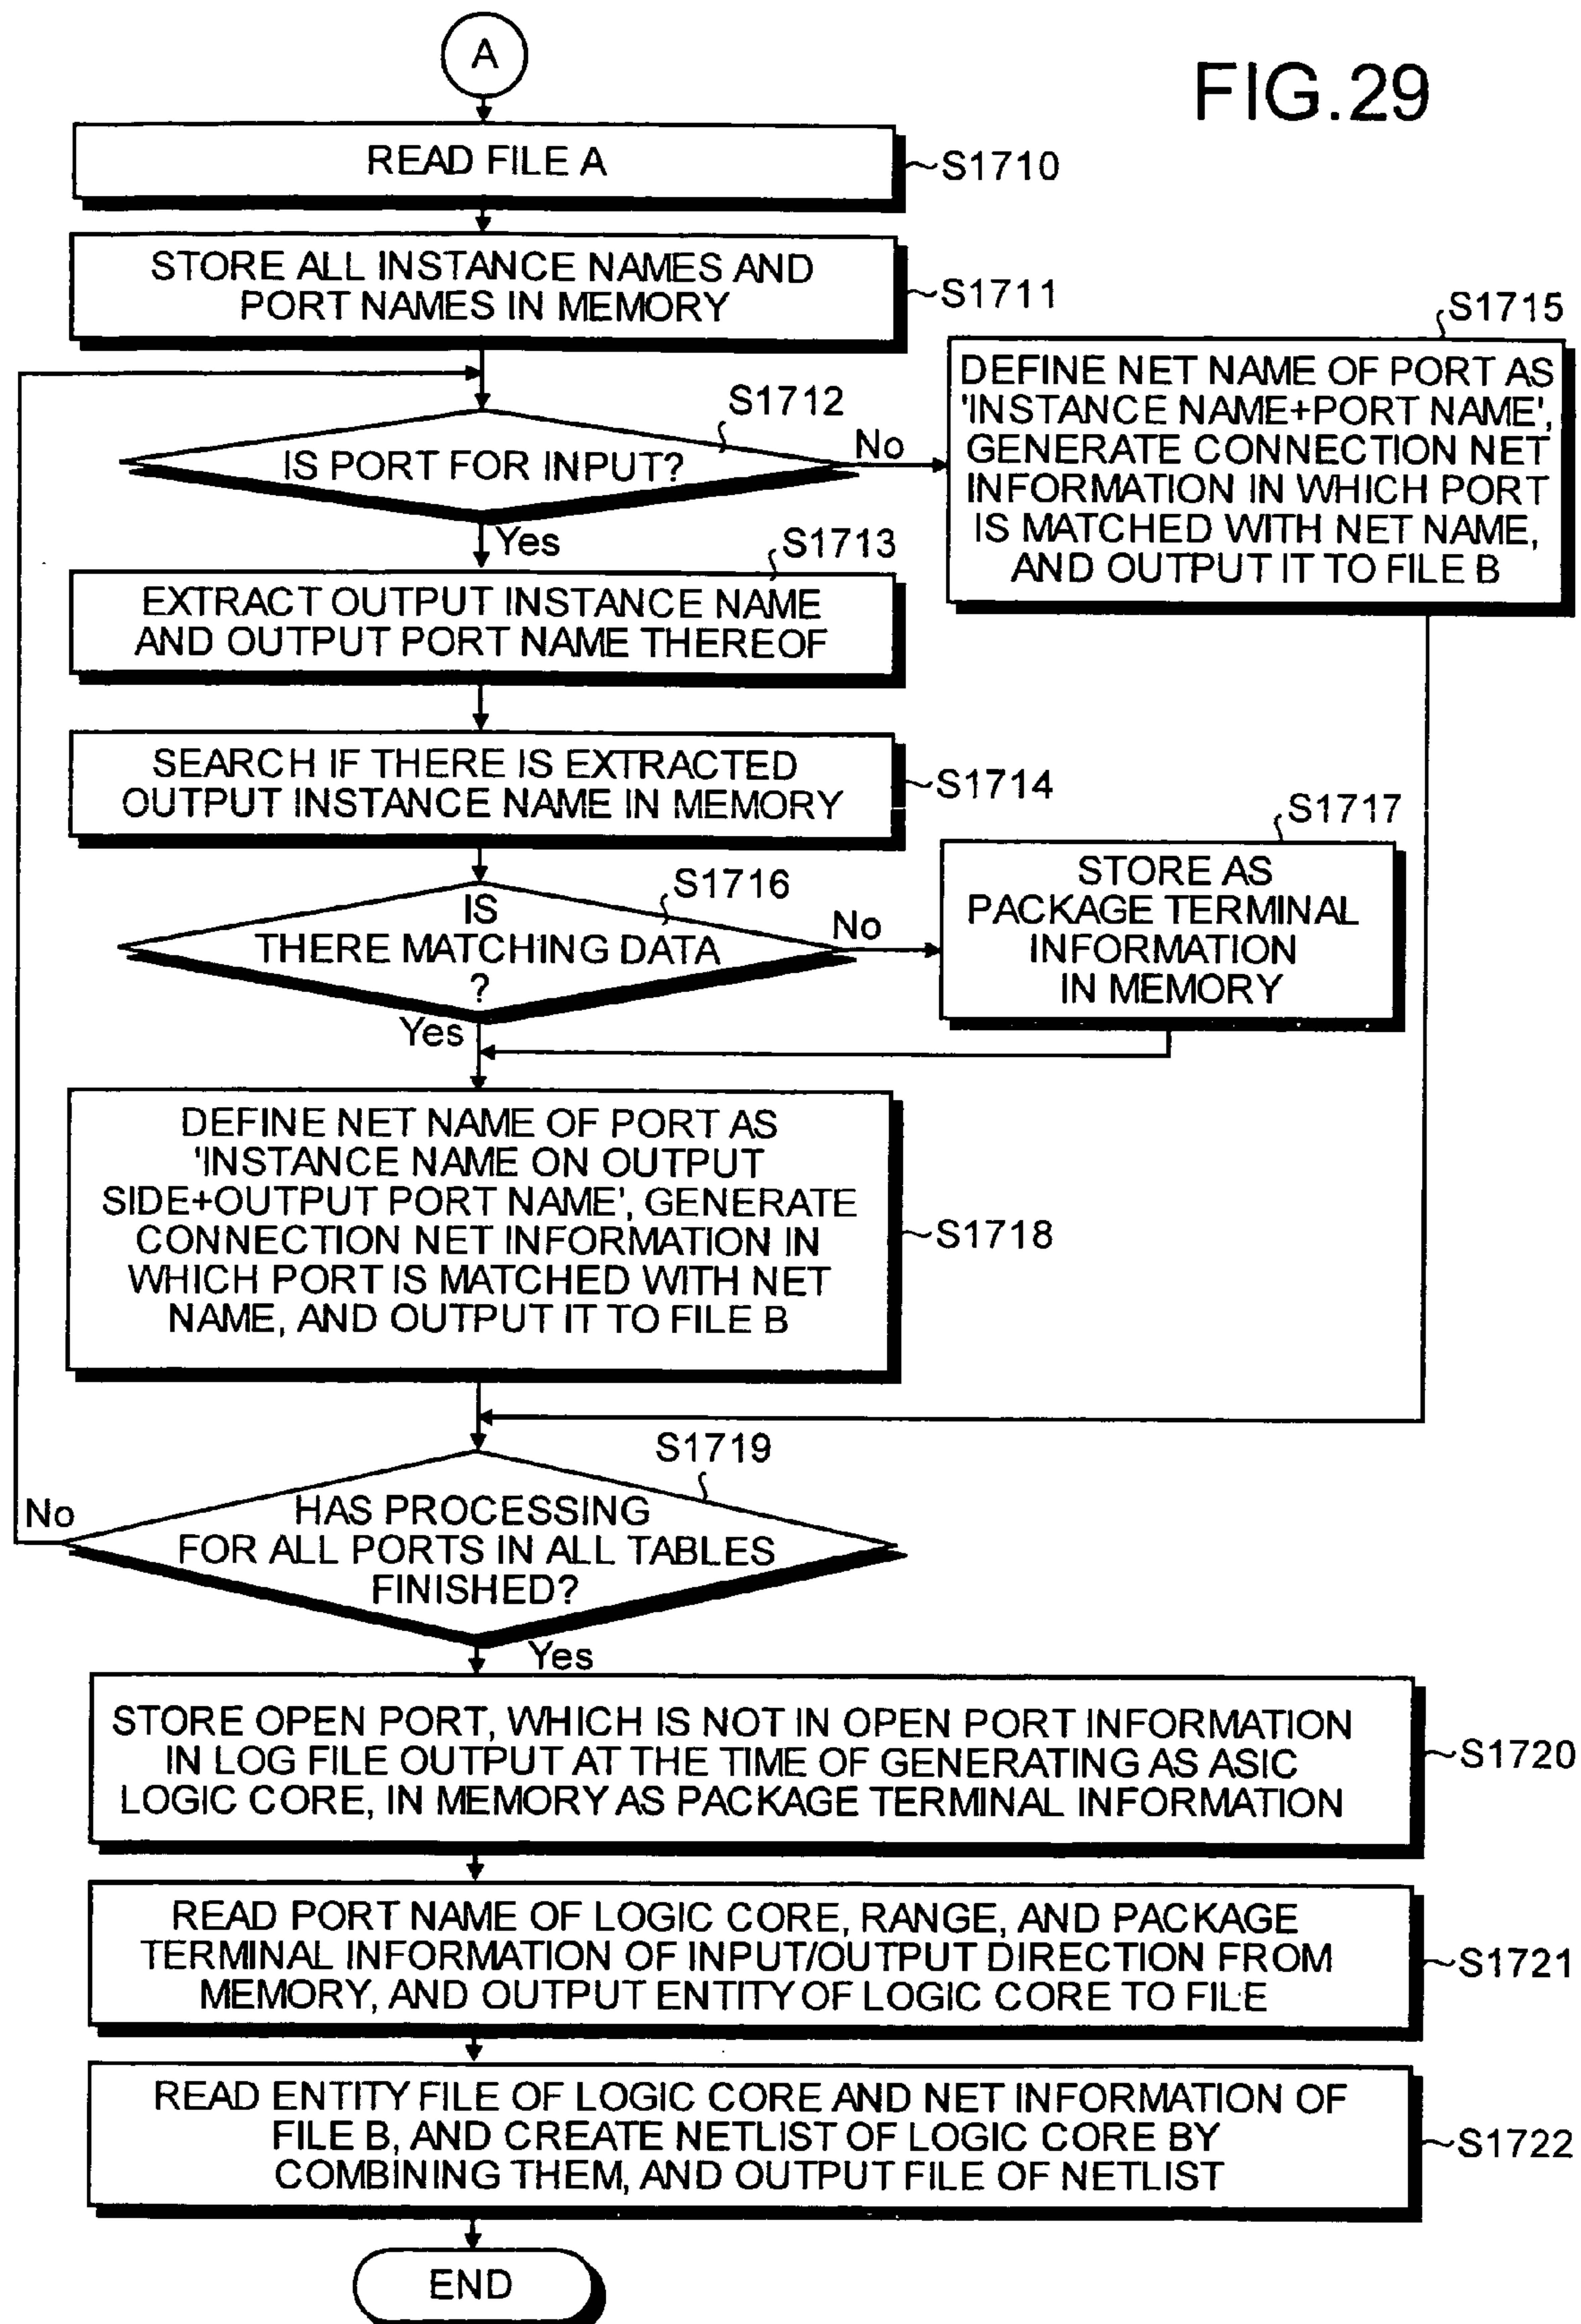 A
FIG.29
READ FILE A
S1710
STORE ALL INSTANCE NAMES AND
PORT NAMES IN MEMORY
S1711
S1715
DEFINE NET NAME OF PORT AS
'INSTANCE NAME+PORT NAME',
GENERATE CONNECTION NET
INFORMATION IN WHICH PORT
IS MATCHED WITH NET NAME,
AND OUTPUT IT TO FILE B
S1712
IS PORT FOR INPUT?
No
Yes
S1713
EXTRACT OUTPUT INSTANCE NAME
AND OUTPUT PORT NAME THEREOF
SEARCH IF THERE IS EXTRACTED
OUTPUT INSTANCE NAME IN MEMORY
S1714
S1717
STORE AS
PACKAGE TERMINAL
INFORMATION
IN MEMORY
S1716
IS
THERE MATCHING DATA
?
No
Yes
DEFINE NET NAME OF PORT AS
'INSTANCE NAME ON OUTPUT
SIDE+OUTPUT PORT NAME', GENERATE
CONNECTION NET INFORMATION IN
WHICH PORT IS MATCHED WITH NET
NAME, AND OUTPUT IT TO FILE B
S1718
S1719
No
HAS PROCESSING
FOR ALL PORTS IN ALL TABLES
FINISHED?
Yes
STORE OPEN PORT, WHICH IS NOT IN OPEN PORT INFORMATION
IN LOG FILE OUTPUT AT THE TIME OF GENERATING AS ASIC
LOGIC CORE, IN MEMORY AS PACKAGE TERMINAL INFORMATION
S1720
READ PORT NAME OF LOGIC CORE, RANGE, AND PACKAGE
TERMINAL INFORMATION OF INPUT/OUTPUT DIRECTION FROM
MEMORY, AND OUTPUT ENTITY OF LOGIC CORE TO FILE
S1721
READ ENTITY FILE OF LOGIC CORE AND NET INFORMATION OF
FILE B, AND CREATE NETLIST OF LOGIC CORE BY
COMBINING THEM, AND OUTPUT FILE OF NETLIST
S1722
END